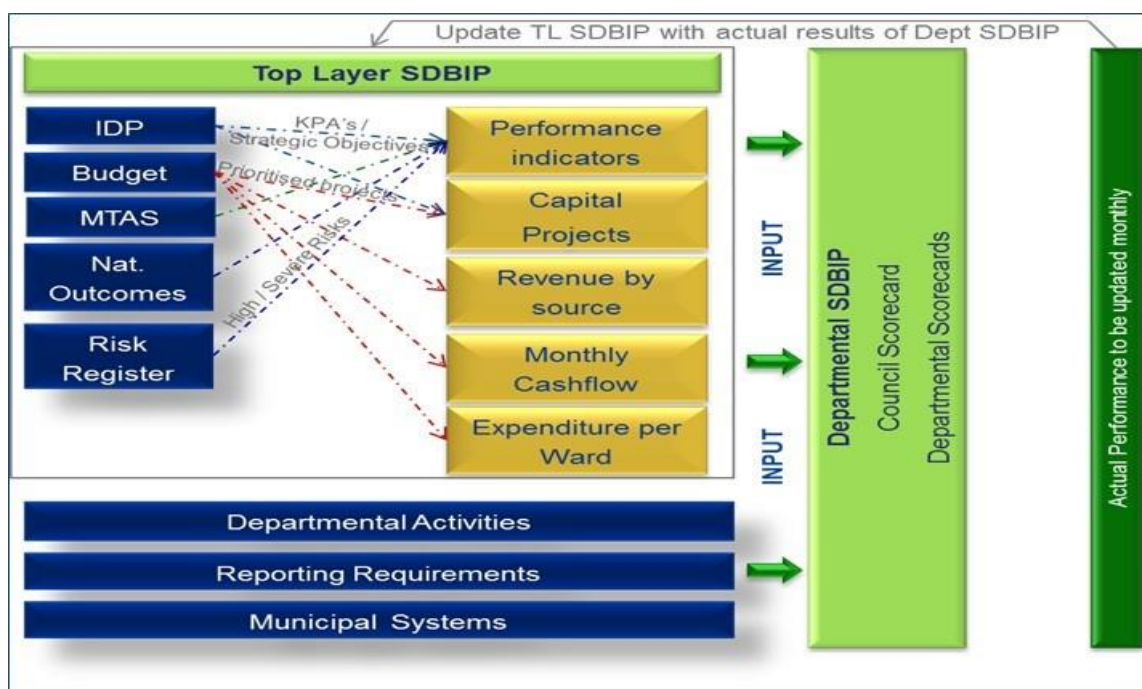 Update TL SDBIP with actual results of Dept SDBIP
Top Layer SDBIP
IDP
Budget
MTAS
Nat.
Outcomes
Risk
Register
KPA's /
Strategic Objectives
Prioritised projects
High / Severe Risks
Performance
indicators
Capital
Projects
Revenue by
source
Monthly
Cashflow
Expenditure per
Ward
Departmental Activities
Reporting Requirements
Municipal Systems
INPUT
INPUT
Departmental SDBIP
Council Scorecard
Departmental Scorecards
Actual Performance to be updated monthly